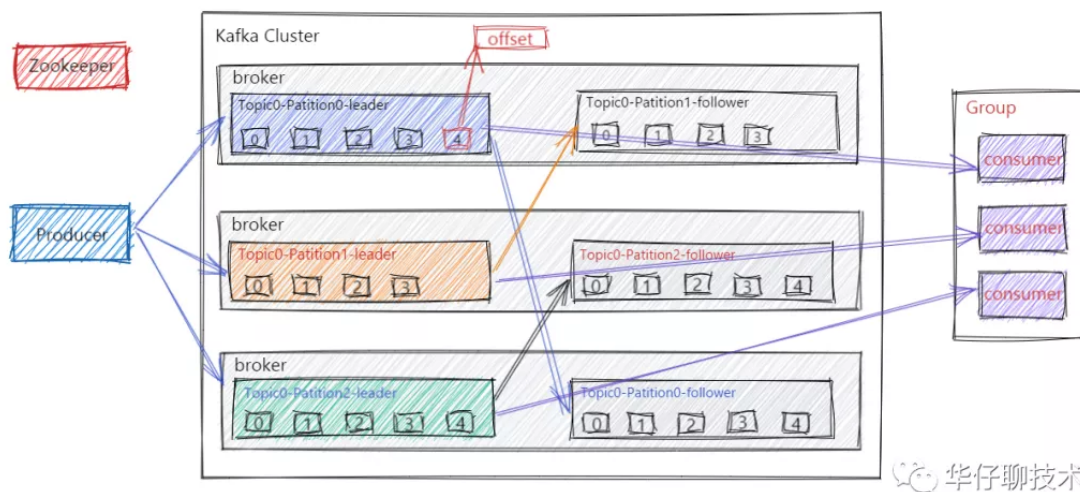 Kafka Cluster
offset
Zookeeper
broker
Topic0-Patition0-leader
0 1 2 3 4
Topic0-Patition1-follower
0 1 2 3
Group
consumer
Producer
broker
Topic0-Patition1-leader
0 1 2 3
Topic0-Patition2-follower
0 1 2 3 4
consumer
consumer
broker
Topic0-Patition2-leader
0 1 2 3 4
Topic0-Patition0-follower
0 1 2 3 4
华仔聊技术